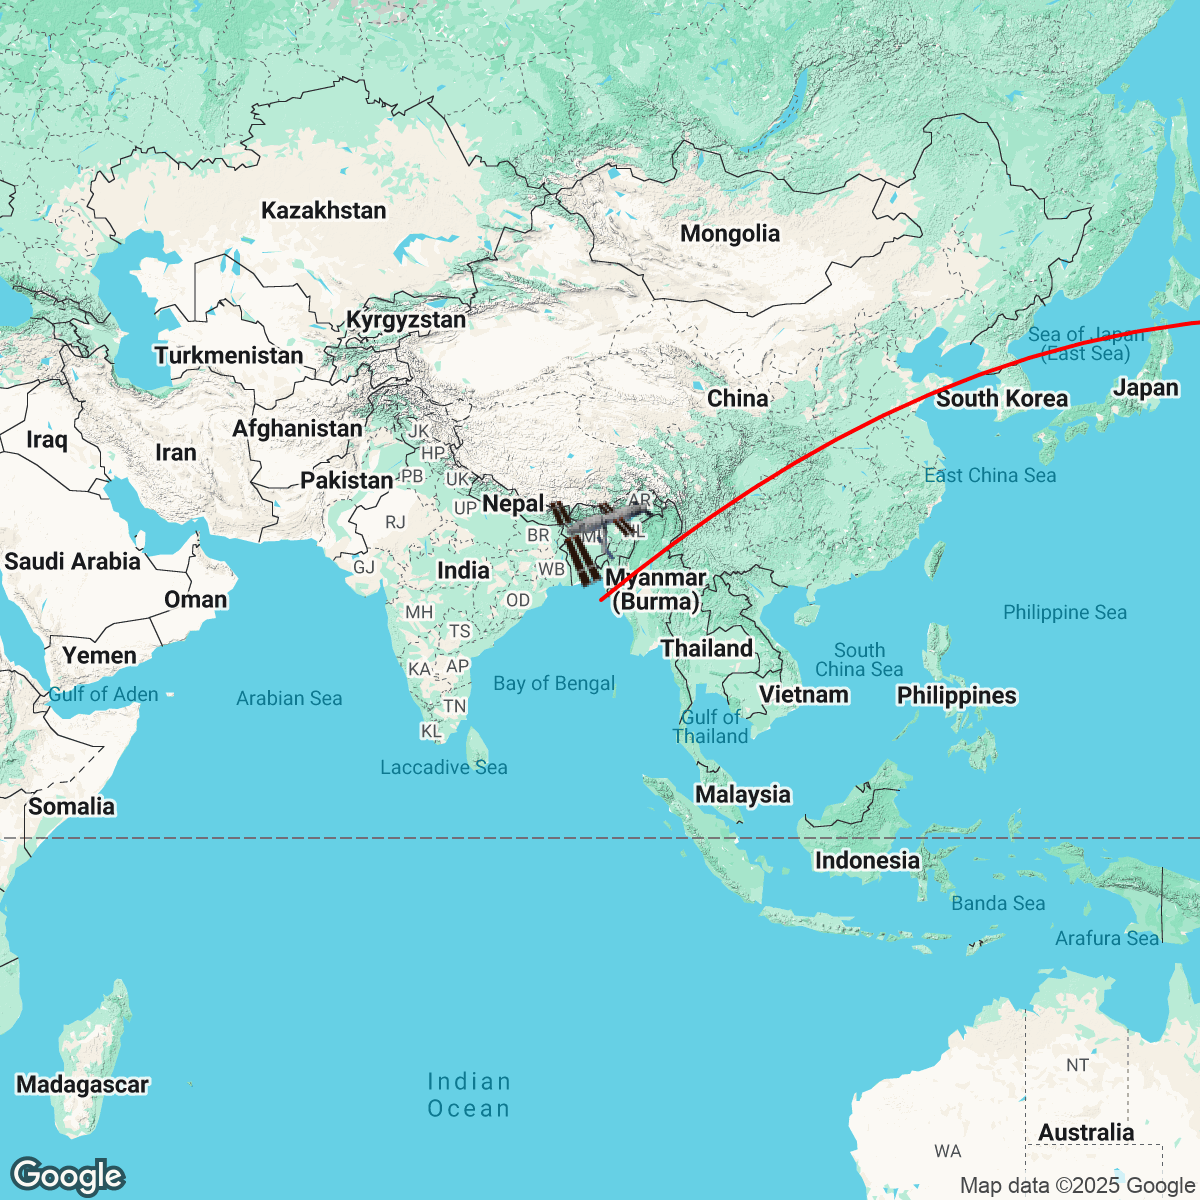 Kazakhstan
Mongolia
Kyrgyzstan
Sea of Japan
(East Sea)
Turkmenistan
Japan
China
South Korea
Afghanistan
JK
Iraq
Iran
HP
PB
UK
Pakistan
East China Sea
Nepal
AR
UP
RJ
BR
NL
Saudi Arabia
GJ
India
WB
Myanmar
(Burma)
Oman
OD
MH
Philippine Sea
TS
Yemen
Thailand
South
China Sea
KA
AP
Gulf of Aden
Arabian Sea
Bay of Bengal
Vietnam
Philippines
TN
Gulf of
Thailand
KL
Laccadive Sea
Malaysia
Somalia
Indonesia
Banda Sea
Arafura Sea
NT
Madagascar
Indian
Ocean
Australia
WA
Google
Map data ©2025 Google